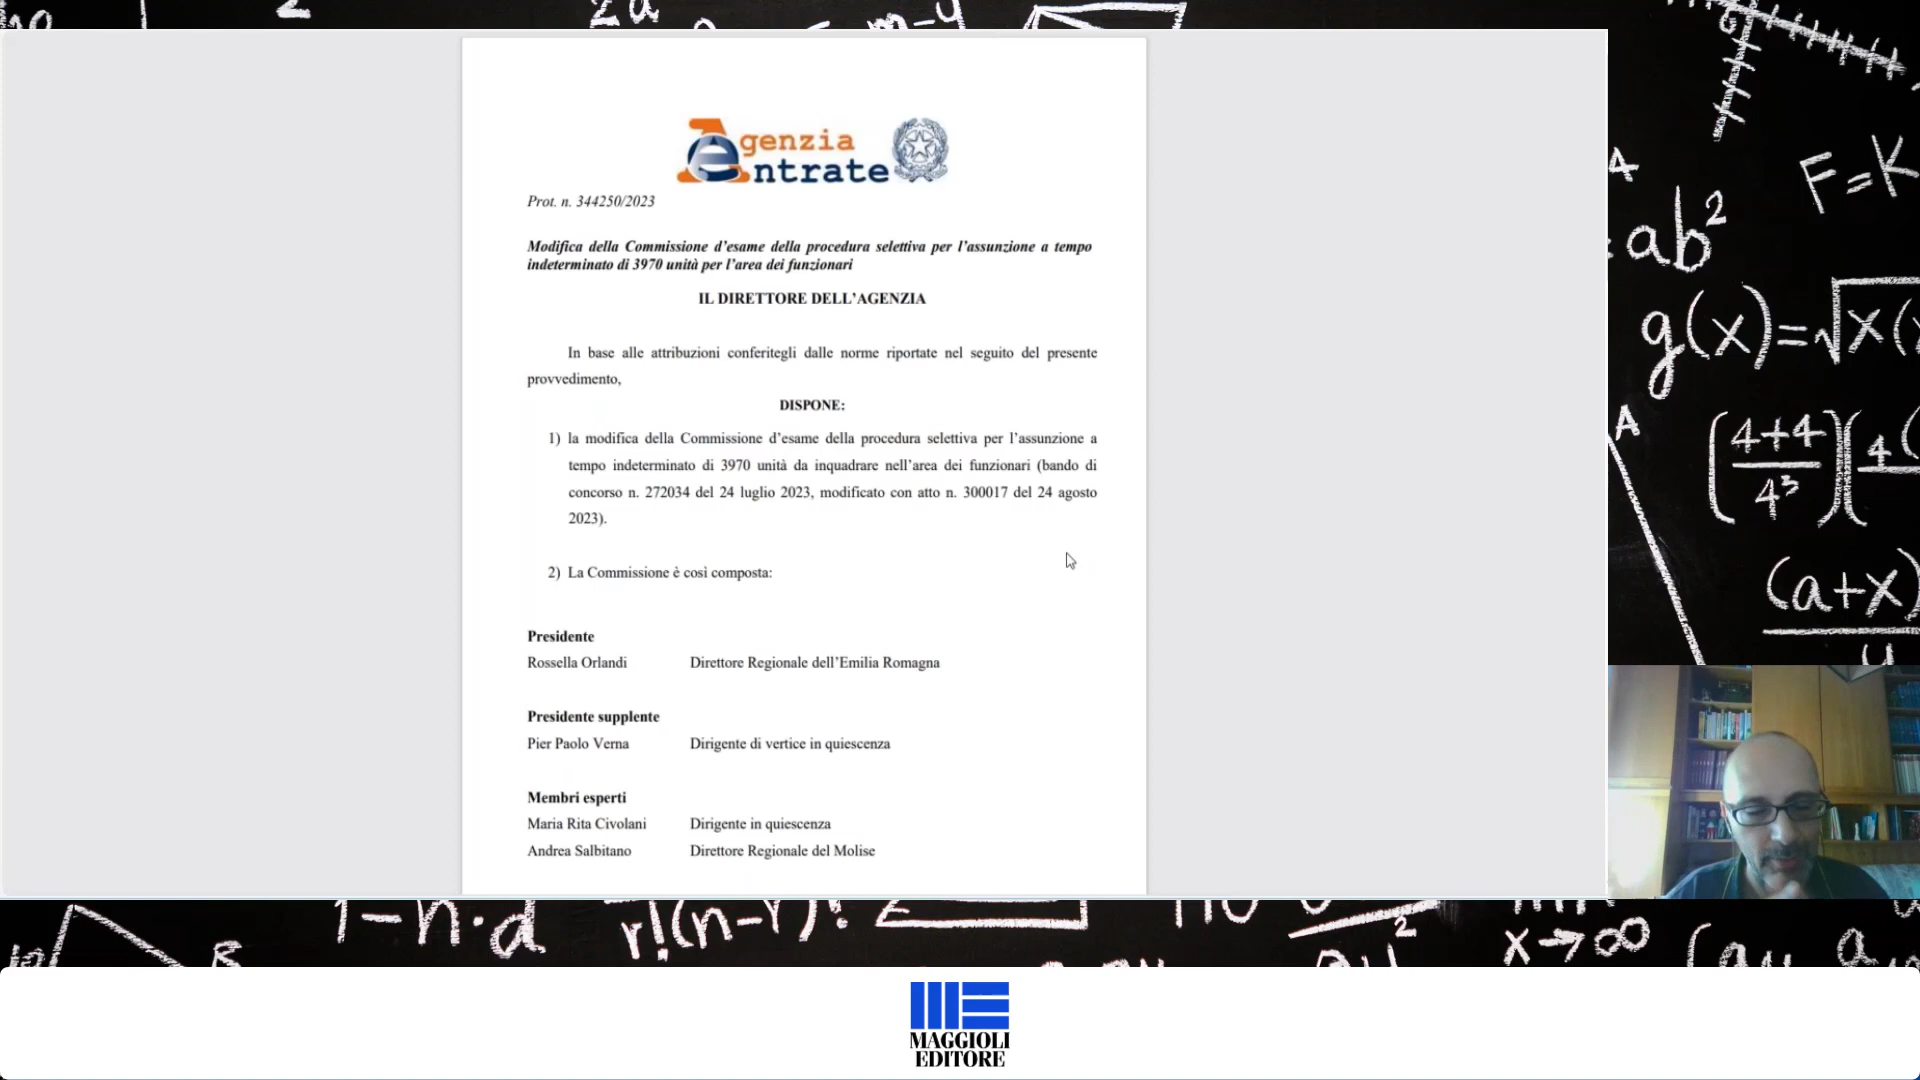 Agenzia
Entrate
Prot. n. 344250/2023
Modifica della Commissione d’esame della procedura selettiva per l’assunzione a tempo
indeterminato di 3970 unità per l’area dei funzionari
IL DIRETTORE DELL’AGENZIA
In base alle attribuzioni conferitegli dalle norme riportate nel seguito del presente
provvedimento,
DISPONE:
1) la modifica della Commissione d’esame della procedura selettiva per l’assunzione a
tempo indeterminato di 3970 unità da inquadrare nell’area dei funzionari (bando di
concorso n. 272034 del 24 luglio 2023, modificato con atto n. 300017 del 24 agosto
2023).
2) La Commissione è così composta:
Presidente
Rossella Orlandi Direttore Regionale dell’Emilia Romagna
Presidente supplente
Pier Paolo Verna Dirigente di vertice in quiescenza
Membri esperti
Maria Rita Civolani Dirigente in quiescenza
Andrea Salbitano Direttore Regionale del Molise
F=K
ab²
g(x)=√x(
A
(a+x)
1-n·d
r!(n-r)!
x→∞
B
MAGGIOLI
EDITORE